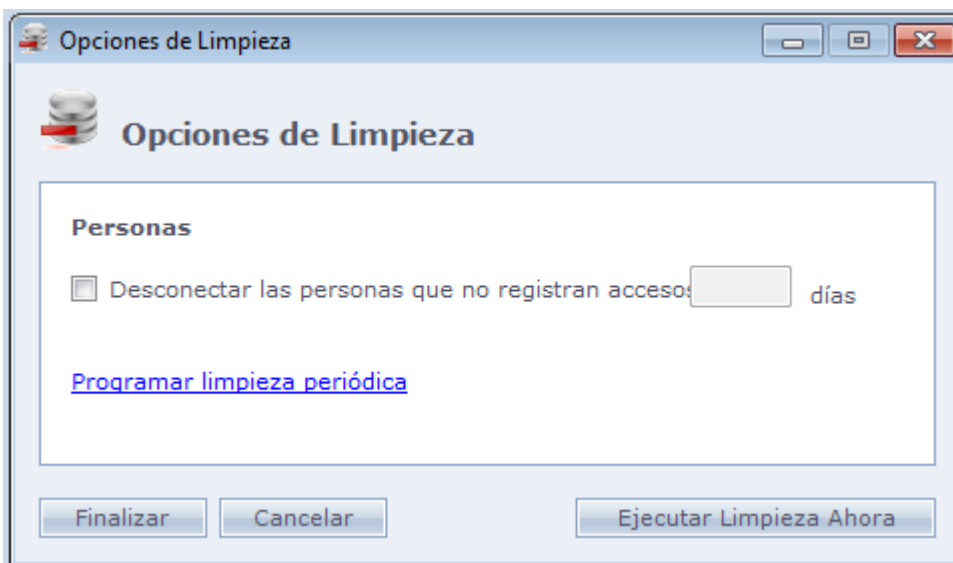 Opciones de Limpieza
Opciones de Limpieza
Personas
Desconectar las personas que no registran accesos días
Programar limpieza periódica
Finalizar Cancelar Ejecutar Limpieza Ahora